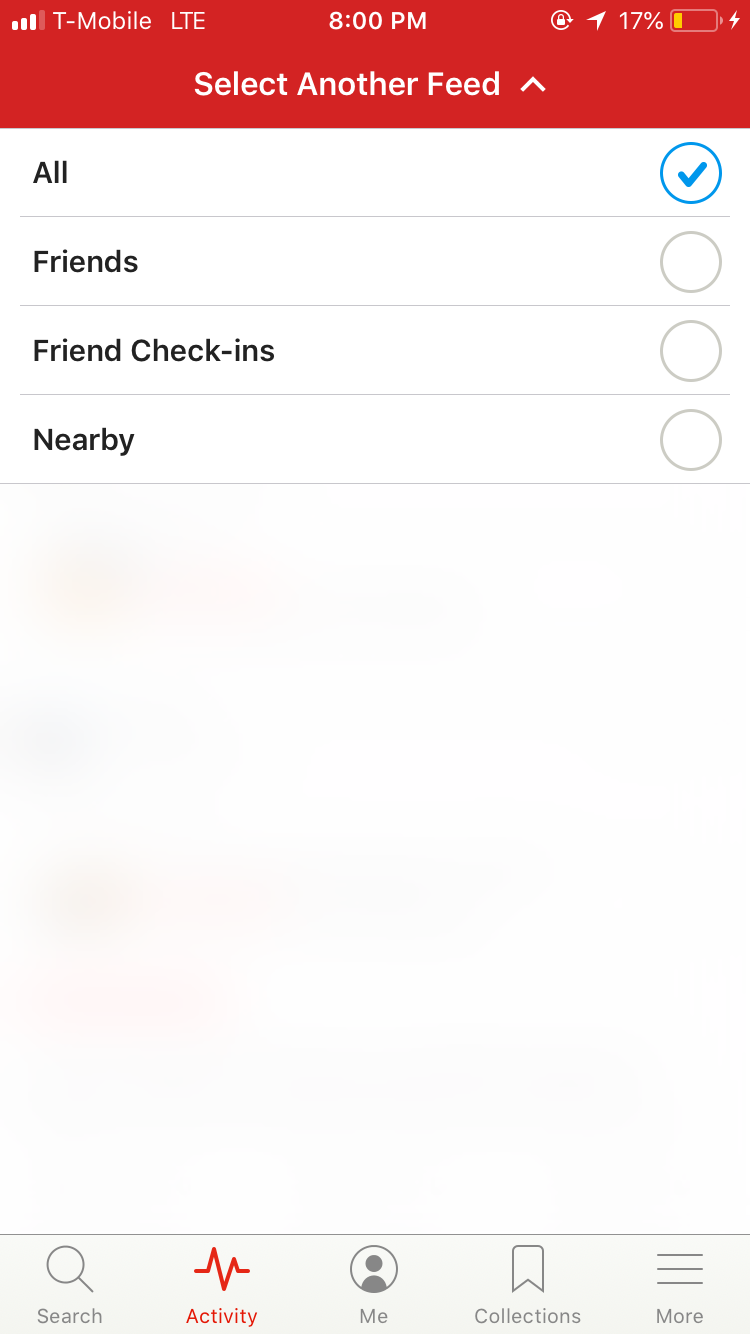 T-Mobile LTE 8:00 PM 17%
Select Another Feed
All
Friends
Friend Check-ins
Nearby
Search Activity Me Collections More